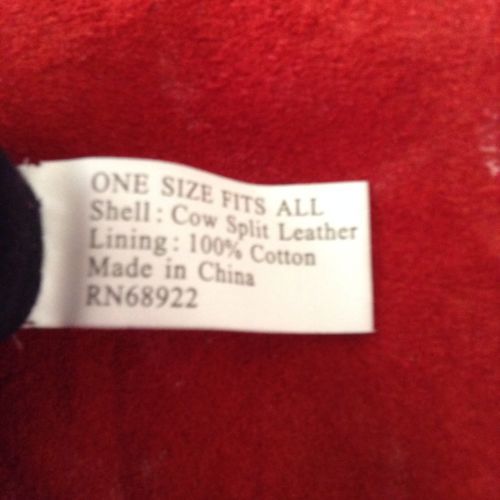 ONE SIZE FITS ALL
Shell: Cow Split Leather
Lining: 100% Cotton
Made in China
RN68922